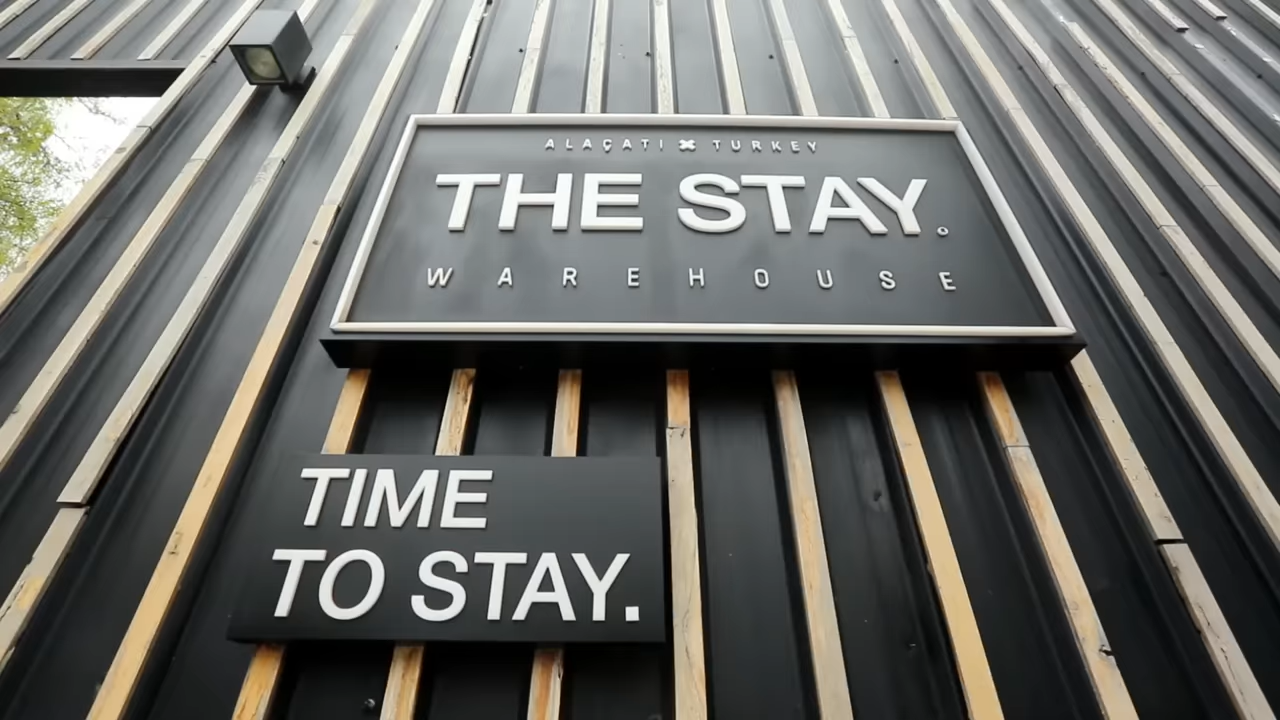 ALAÇATI × TURKEY
THE STAY.
WAREHOUSE
TIME
TO STAY.